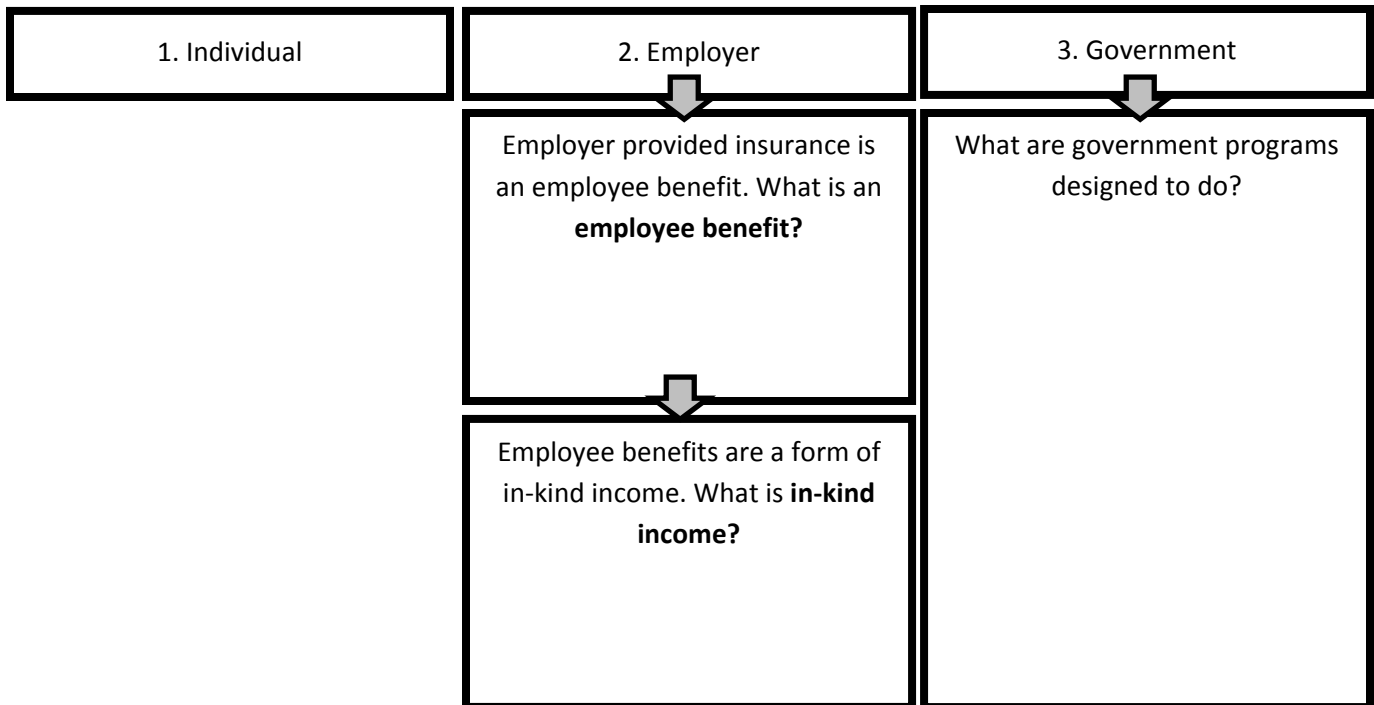 1. Individual
2. Employer
3. Government
Employer provided insurance is
an employee benefit. What is an
employee benefit?
What are government programs
designed to do?
Employee benefits are a form of
in-kind income. What is in-kind
income?